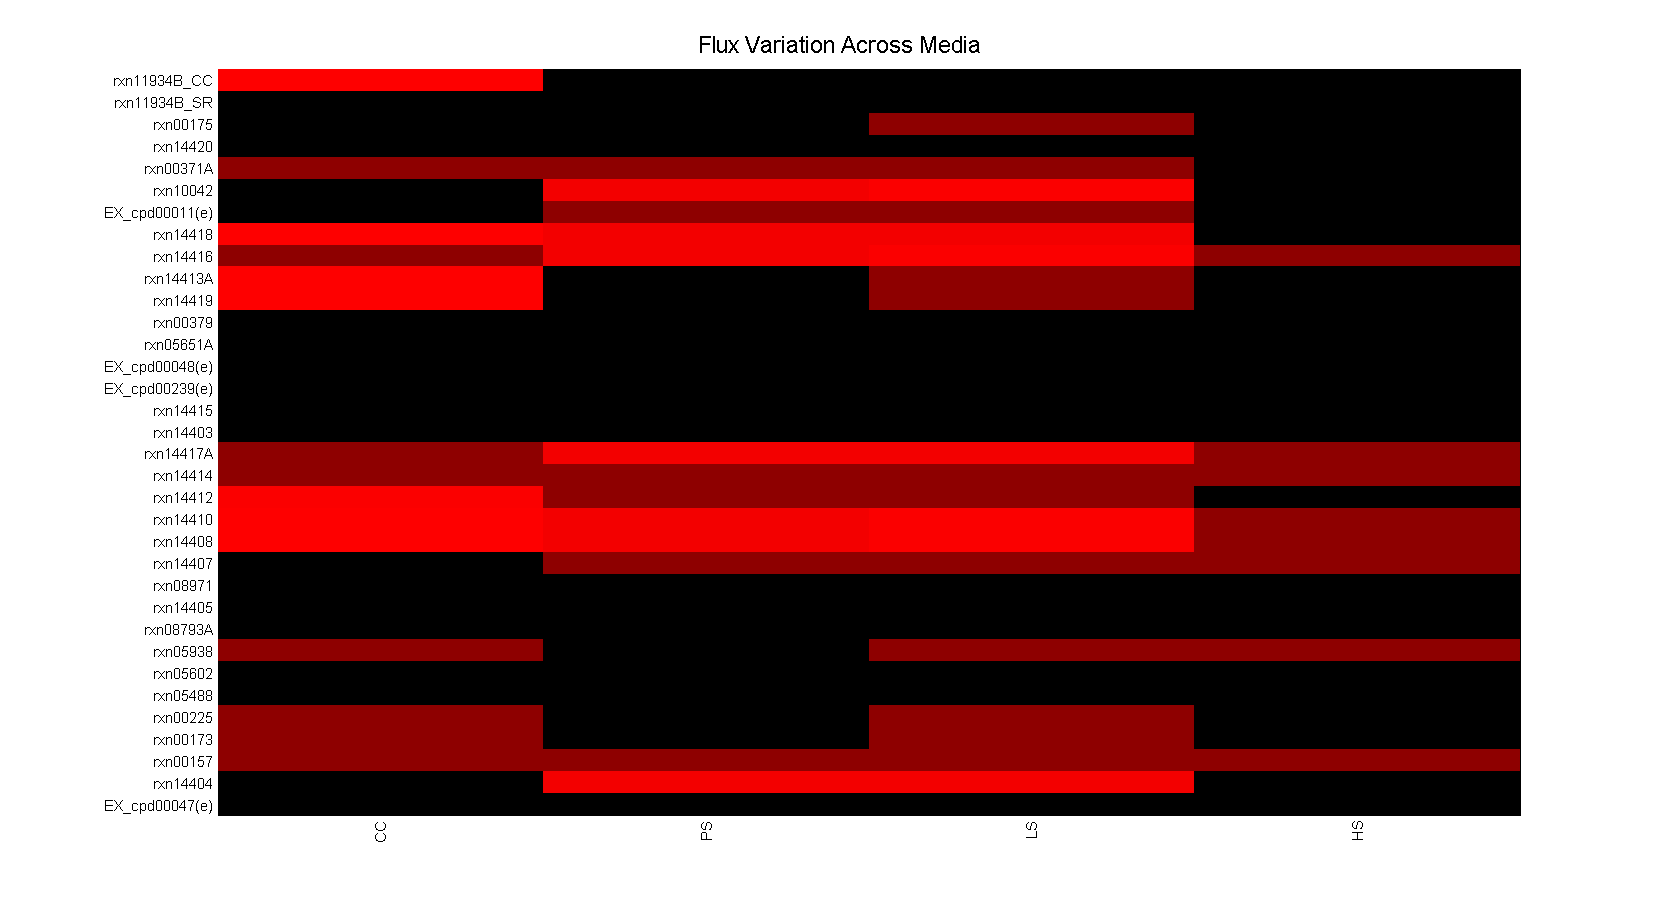 Flux Variation Across Media
rxn11934B_CC
rxn11934B_SR
rxn00175
rxn14420
rxn00371A
rxn10042
EX_cpd00011(e)
rxn14418
rxn14416
rxn14413A
rxn14419
rxn00379
rxn05651A
EX_cpd00048(e)
EX_cpd00239(e)
rxn14415
rxn14403
rxn14417A
rxn14414
rxn14412
rxn14410
rxn14408
rxn14407
rxn08971
rxn14405
rxn08793A
rxn05938
rxn05602
rxn05488
rxn00225
rxn00173
rxn00157
rxn14404
EX_cpd00047(e)
CC
PS
LS
HS